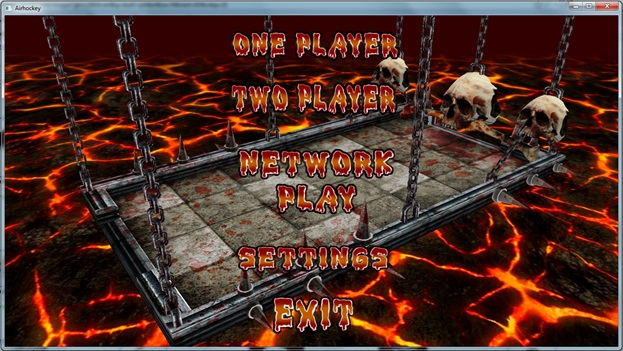 Airhockey
ONE PLAYER
TWO PLAYER
NETWORK
PLAY
SETTINGS
EXIT